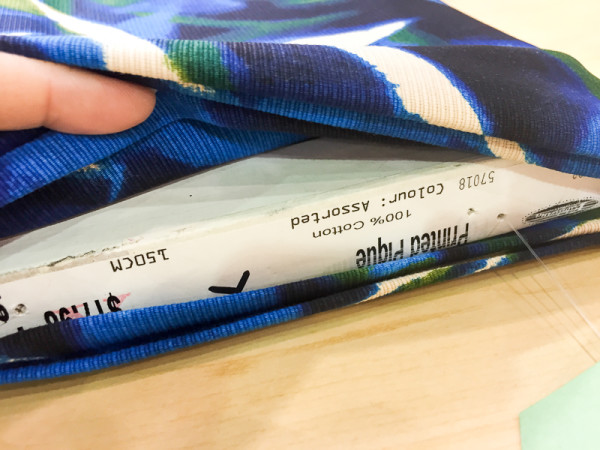 Printed Pique
100% Cotton
57018 Colour: Assorted
150CM